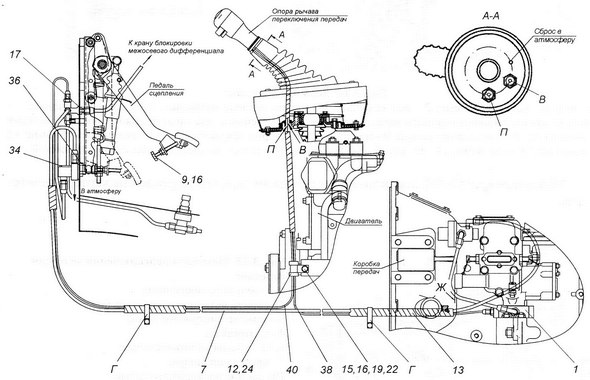 Опора рычага
переключения передач
А
А
А-А
Сброс в
атмосферу
В
П
К крану блокировки
межосевого дифференциала
Педаль
сцепления
17
36
34
9, 16
В атмосферу
П
В
Двигатель
Коробка
передач
Ж
Г
7
12, 24
40
38
15, 16, 19, 22
Г
13
1